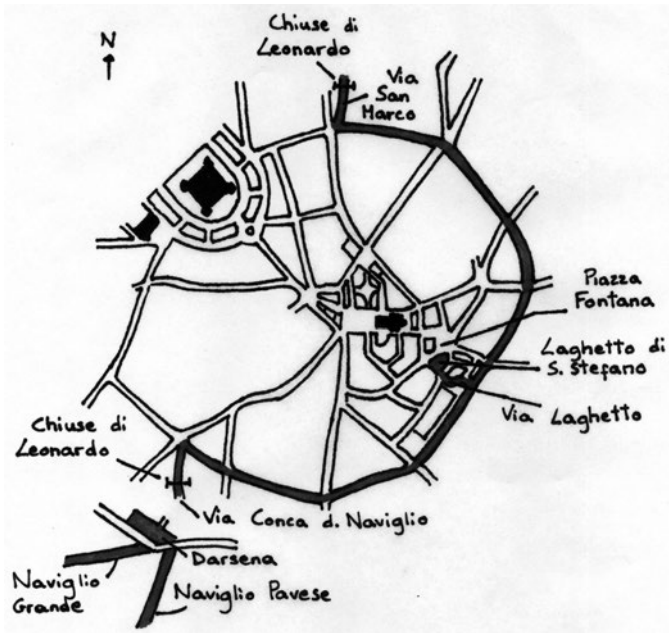 Chiuse di
Leonardo
N
Via
San
Marco
Piazza
Fontana
Laghetto di
S. Stefano
Via Laghetto
Chiuse di
Leonardo
Via Conca d. Naviglio
Darsena
Naviglio
Grande
Naviglio Pavese